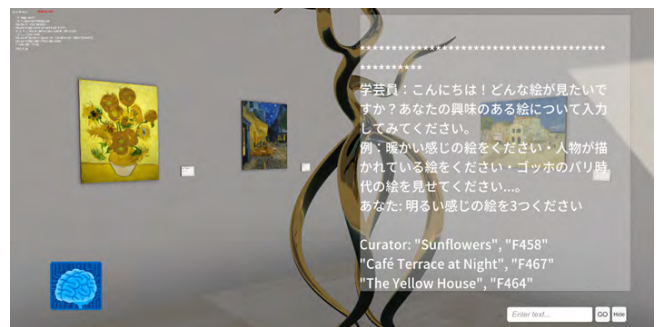 ****************************************
**********
学芸員：こんにちは！どんな絵が見たいで
すか？あなたの興味のある絵について入力
してみてください。
例：暖かい感じの絵をください・人物が描
かれている絵をください・ゴッホのパリ時
代の絵を見せてください...。
あなた: 明るい感じの絵を3つください
Curator: "Sunflowers", "F458"
"Café Terrace at Night", "F467"
"The Yellow House", "F464"
Enter text...
GO
Hide